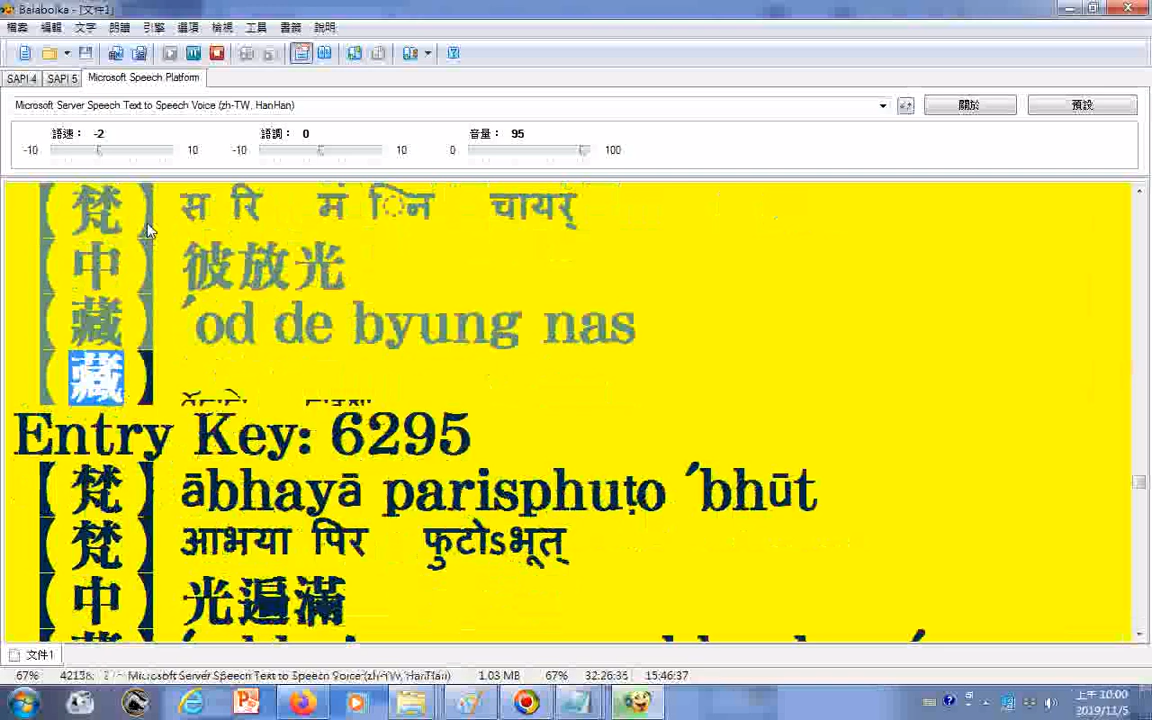 Balabolka - [文件1]
檔案 編輯 文字 朗讀 引擎 選項 檢視 工具 書籤 說明
SAPI 4 SAPI 5 Microsoft Speech Platform
Microsoft Server Speech Text to Speech Voice (zh-TW, HanHan) 關於 預設
語速： -2 語調： 0 音量： 95
-10 10 -10 10 0 100
【梵】 स रि मं िन चायर्
【中】 彼放光
【藏】 ´od de byung nas
【藏】
Entry Key: 6295
【梵】 ābhayā parisphuṭo ´bhūt
【梵】 आभया पिर फुटोऽभूत्
【中】 光遍滿
文件1
67% Microsoft Server Speech Text to Speech Voice (zh-TW, HanHan) 1.03 MB 67% 32:26:35 15:46:37
上午 10:00
2019/11/5